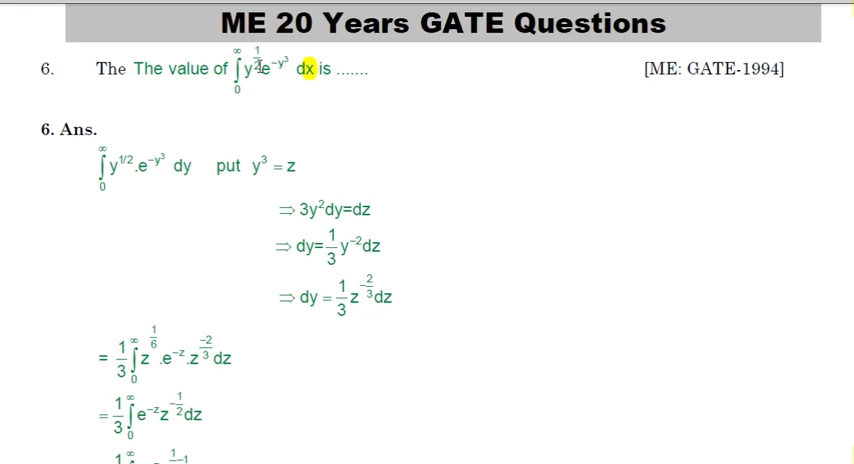 ME 20 Years GATE Questions
6. The The value of ∫₀^∞ y^(1/2) e^(-y³) dx is ....... [ME: GATE-1994]
6. Ans.
∫₀^∞ y^(1/2).e^(-y³) dy put y³ = z
⇒ 3y²dy=dz
⇒ dy= 1/3 y^(-2) dz
⇒ dy = 1/3 z^(-2/3) dz
= 1/3 ∫₀^∞ z^(1/6) .e^(-z).z^(-2/3) dz
= 1/3 ∫₀^∞ e^(-z) z^(-1/2) dz